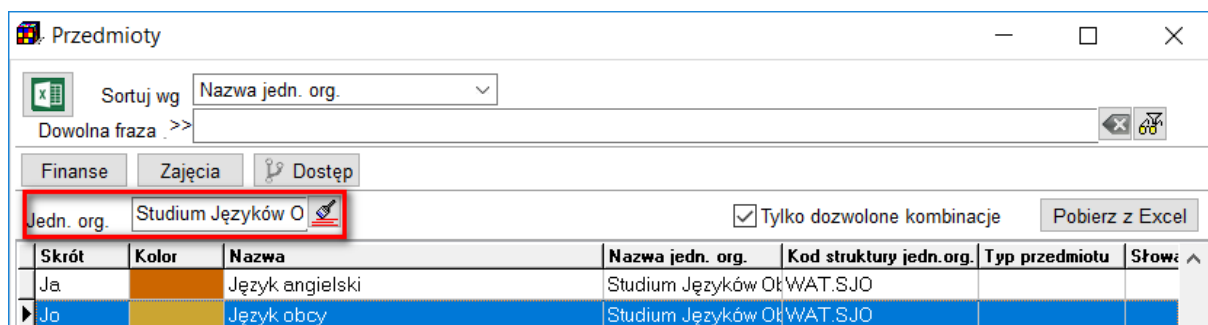 Przedmioty
Sortuj wg Nazwa jedn. org.
Dowolna fraza . >>
Finanse Zajęcia Dostęp
Jedn. org. Studium Języków O Tylko dozwolone kombinacje Pobierz z Excel
Skrót Kolor Nazwa Nazwa jedn. org. Kod struktury jedn.org. Typ przedmiotu Słowa
Ja Język angielski Studium Języków Ob WAT.SJO
Jo Język obcy Studium Języków Ob WAT.SJO